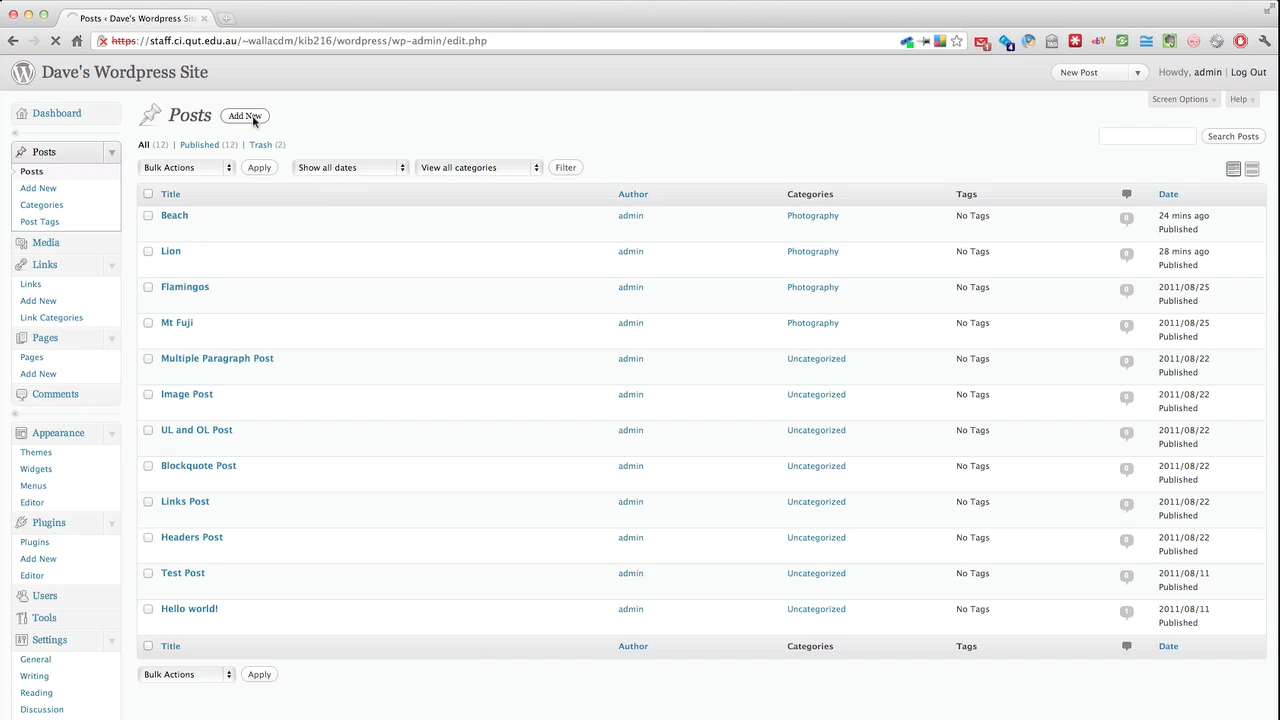 Posts ‹ Dave's Wordpress Sit
https://staff.ci.qut.edu.au/~wallacdm/kib216/wordpress/wp-admin/edit.php
Dave's Wordpress Site
New Post
Howdy, admin | Log Out
Screen Options
Help
Dashboard
Posts
Posts
Add New
Categories
Post Tags
Media
Links
Links
Add New
Link Categories
Pages
Pages
Add New
Comments
Appearance
Themes
Widgets
Menus
Editor
Plugins
Plugins
Add New
Editor
Users
Tools
Settings
General
Writing
Reading
Discussion
Posts Add New
All (12) | Published (12) | Trash (2)
Search Posts
Bulk Actions Apply Show all dates View all categories Filter
Title Author Categories Tags Date
Beach admin Photography No Tags 0 24 mins ago
Published
Lion admin Photography No Tags 0 28 mins ago
Published
Flamingos admin Photography No Tags 0 2011/08/25
Published
Mt Fuji admin Photography No Tags 0 2011/08/25
Published
Multiple Paragraph Post admin Uncategorized No Tags 0 2011/08/22
Published
Image Post admin Uncategorized No Tags 0 2011/08/22
Published
UL and OL Post admin Uncategorized No Tags 0 2011/08/22
Published
Blockquote Post admin Uncategorized No Tags 0 2011/08/22
Published
Links Post admin Uncategorized No Tags 0 2011/08/22
Published
Headers Post admin Uncategorized No Tags 0 2011/08/22
Published
Test Post admin Uncategorized No Tags 0 2011/08/11
Published
Hello world! admin Uncategorized No Tags 1 2011/08/11
Published
Title Author Categories Tags Date
Bulk Actions Apply